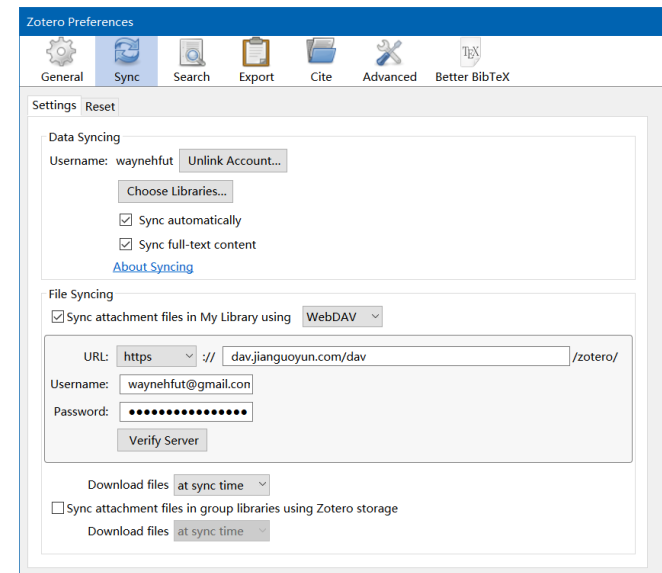 Zotero Preferences
General Sync Search Export Cite Advanced Better BibTeX
TEX
Settings Reset
Data Syncing
Username: waynehfut Unlink Account...
Choose Libraries...
Sync automatically
Sync full-text content
About Syncing
File Syncing
Sync attachment files in My Library using WebDAV
URL: https :// dav.jianguoyun.com/dav /zotero/
Username: waynehfut@gmail.com
Password: ••••••••••••••••
Verify Server
Download files at sync time
Sync attachment files in group libraries using Zotero storage
Download files at sync time